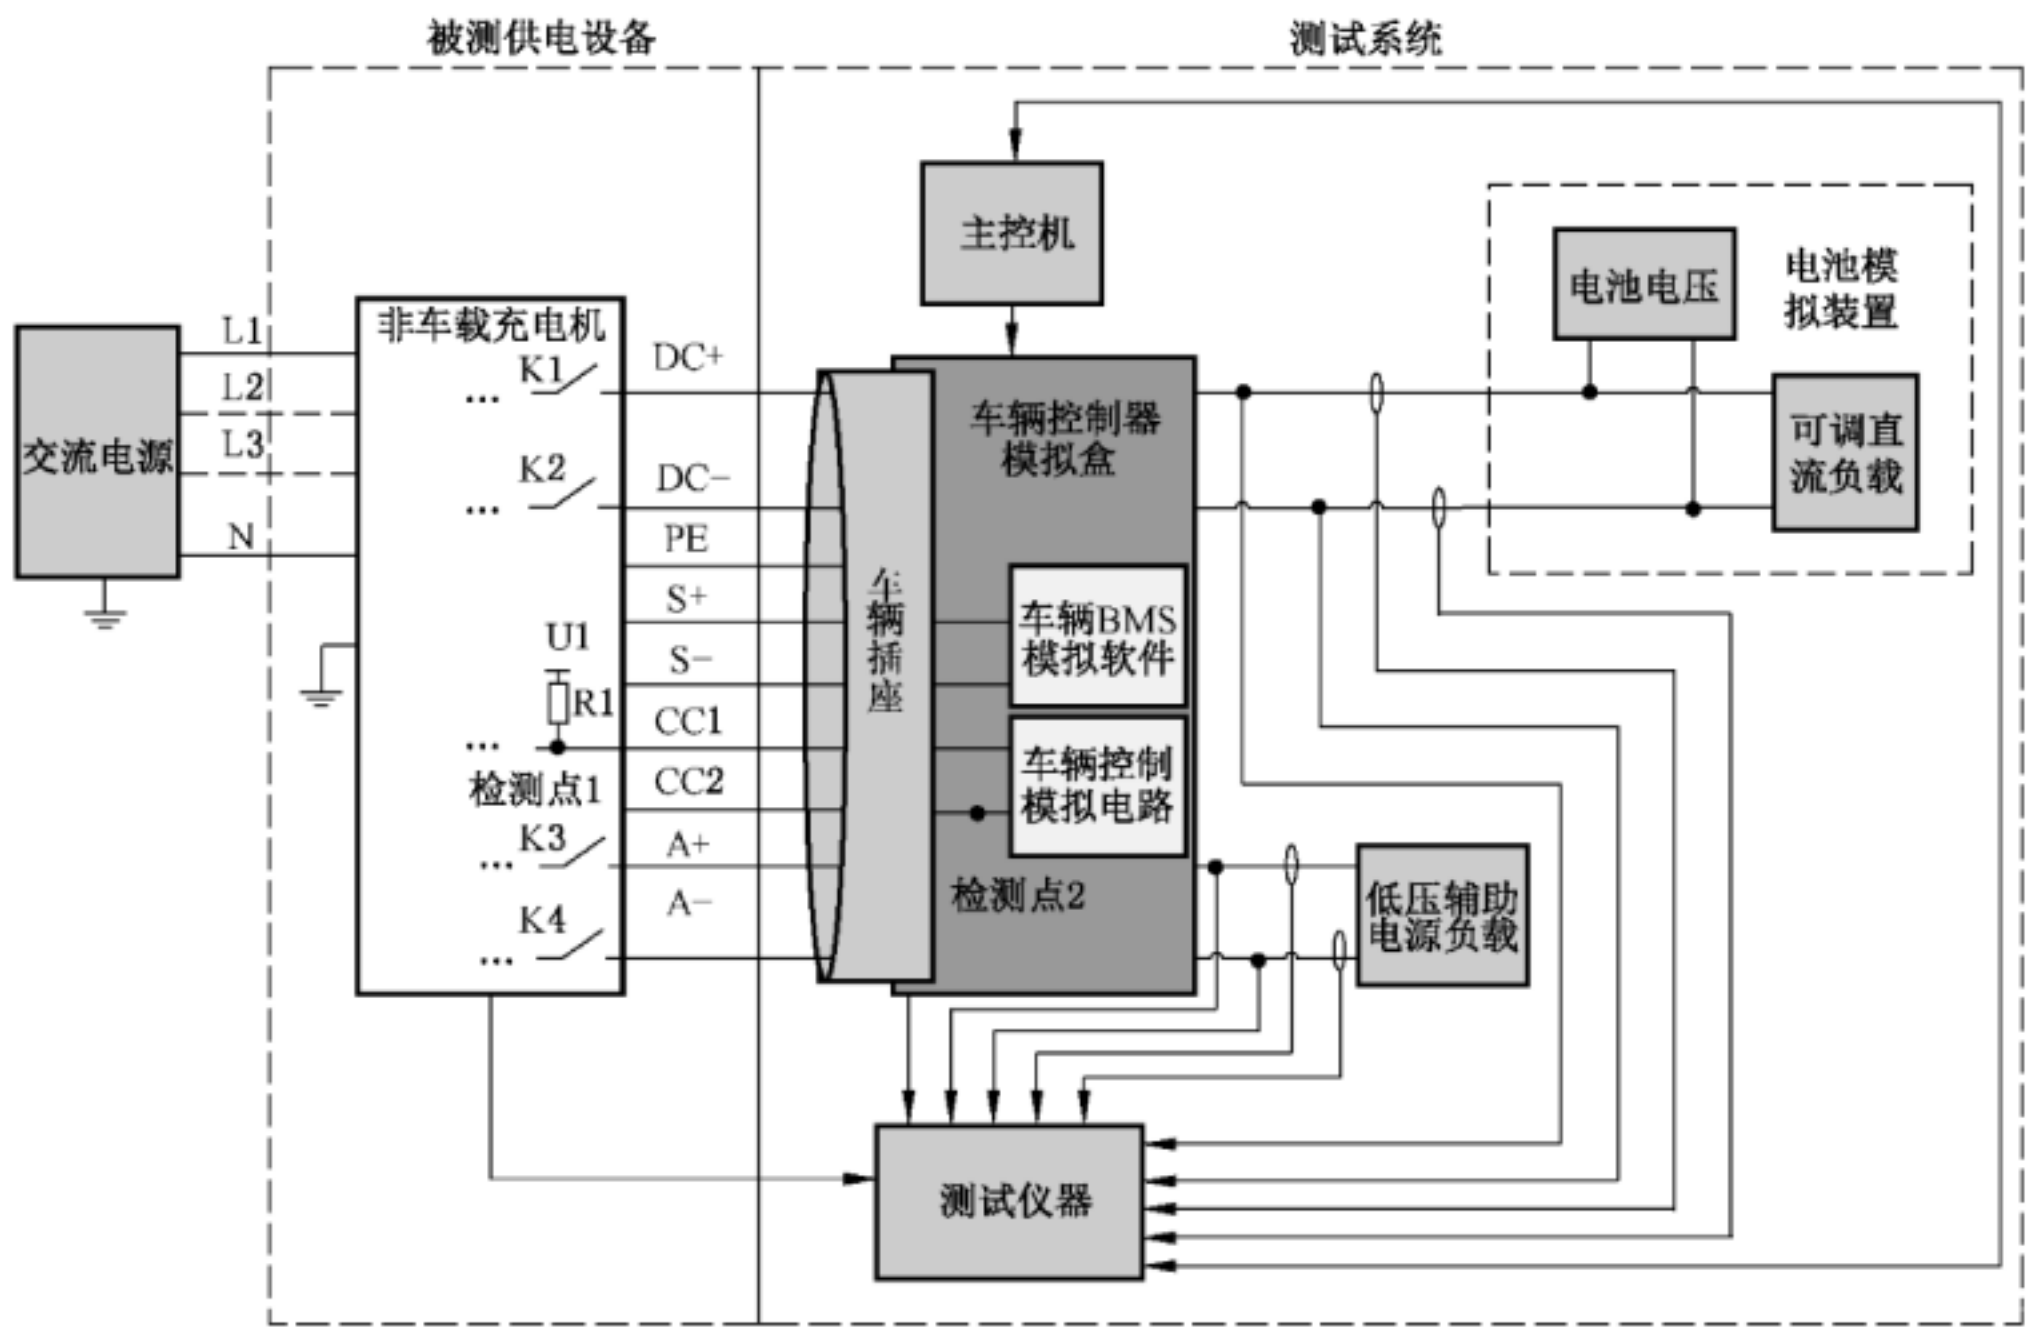 被测供电设备
测试系统
主控机
电池电压
电池模
拟装置
非车载充电机
L1
K1
DC+
L2
车辆控制器
模拟盒
可调直
流负载
交流电源
L3
K2
DC−
N
PE
车
辆
插
座
S+
车辆BMS
模拟软件
U1
S−
R1
CC1
车辆控制
模拟电路
检测点1
CC2
K3
A+
检测点2
低压辅助
电源负载
K4
A−
测试仪器